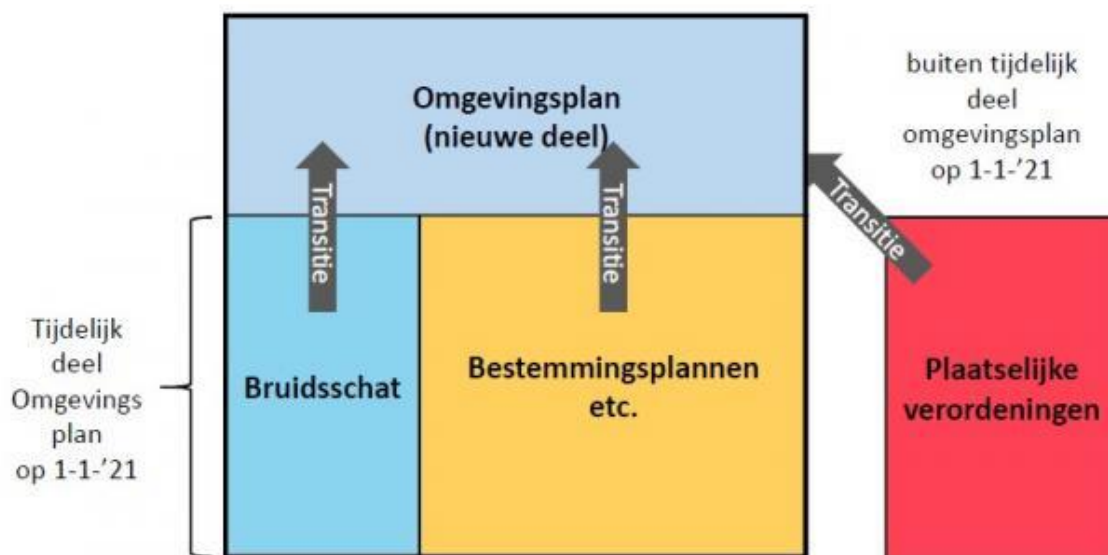 Omgevingsplan
(nieuwe deel)
buiten tijdelijk
deel
omgevingsplan
op 1-1-’21
Transitie
Transitie
Transitie
Tijdelijk
deel
Omgevings
plan
op 1-1-’21
Bruidsschat
Bestemmingsplannen
etc.
Plaatselijke
verordeningen